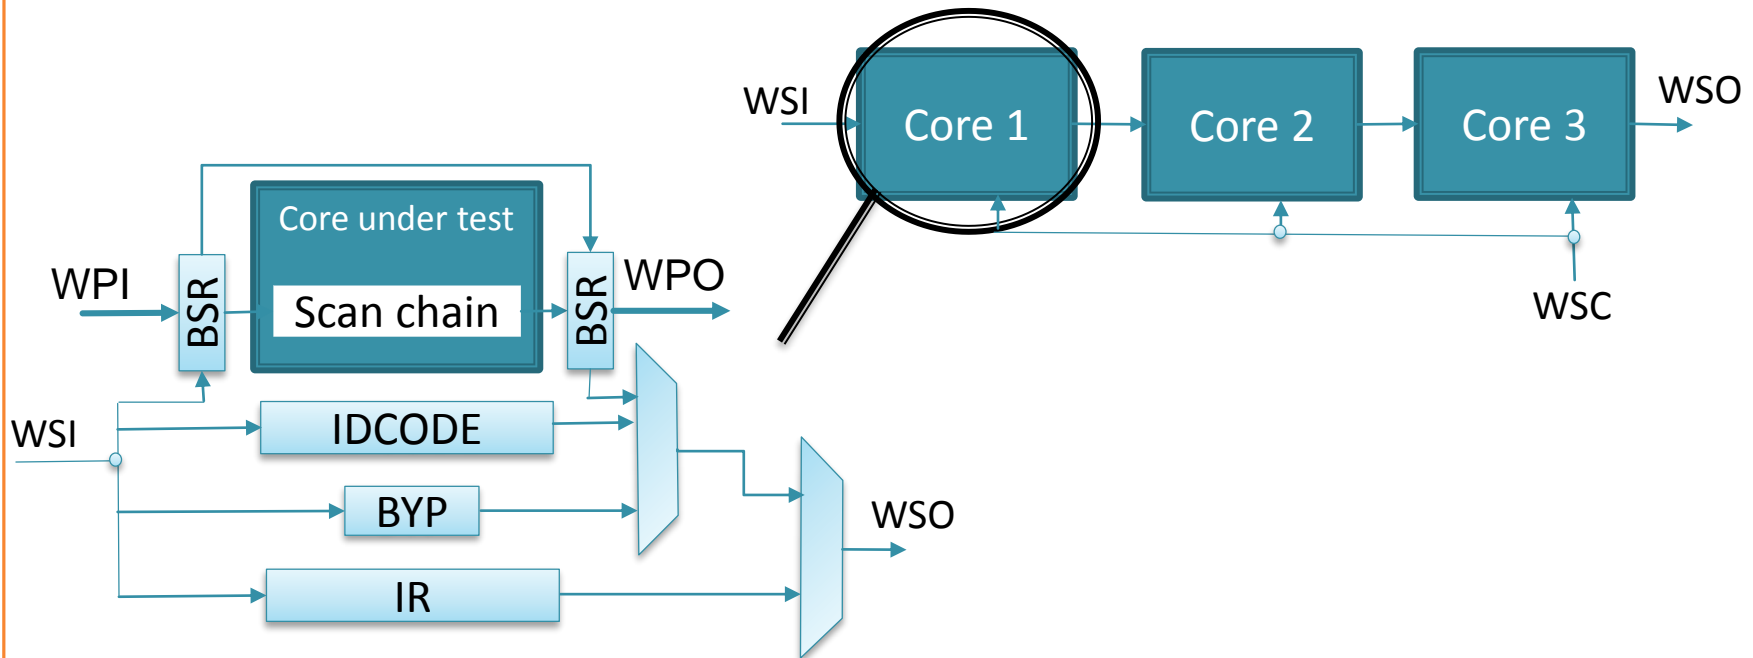 WSI
Core 1
Core 2
Core 3
WSO
WSC
Core under test
WPI
BSR
Scan chain
BSR
WPO
WSI
IDCODE
BYP
WSO
IR